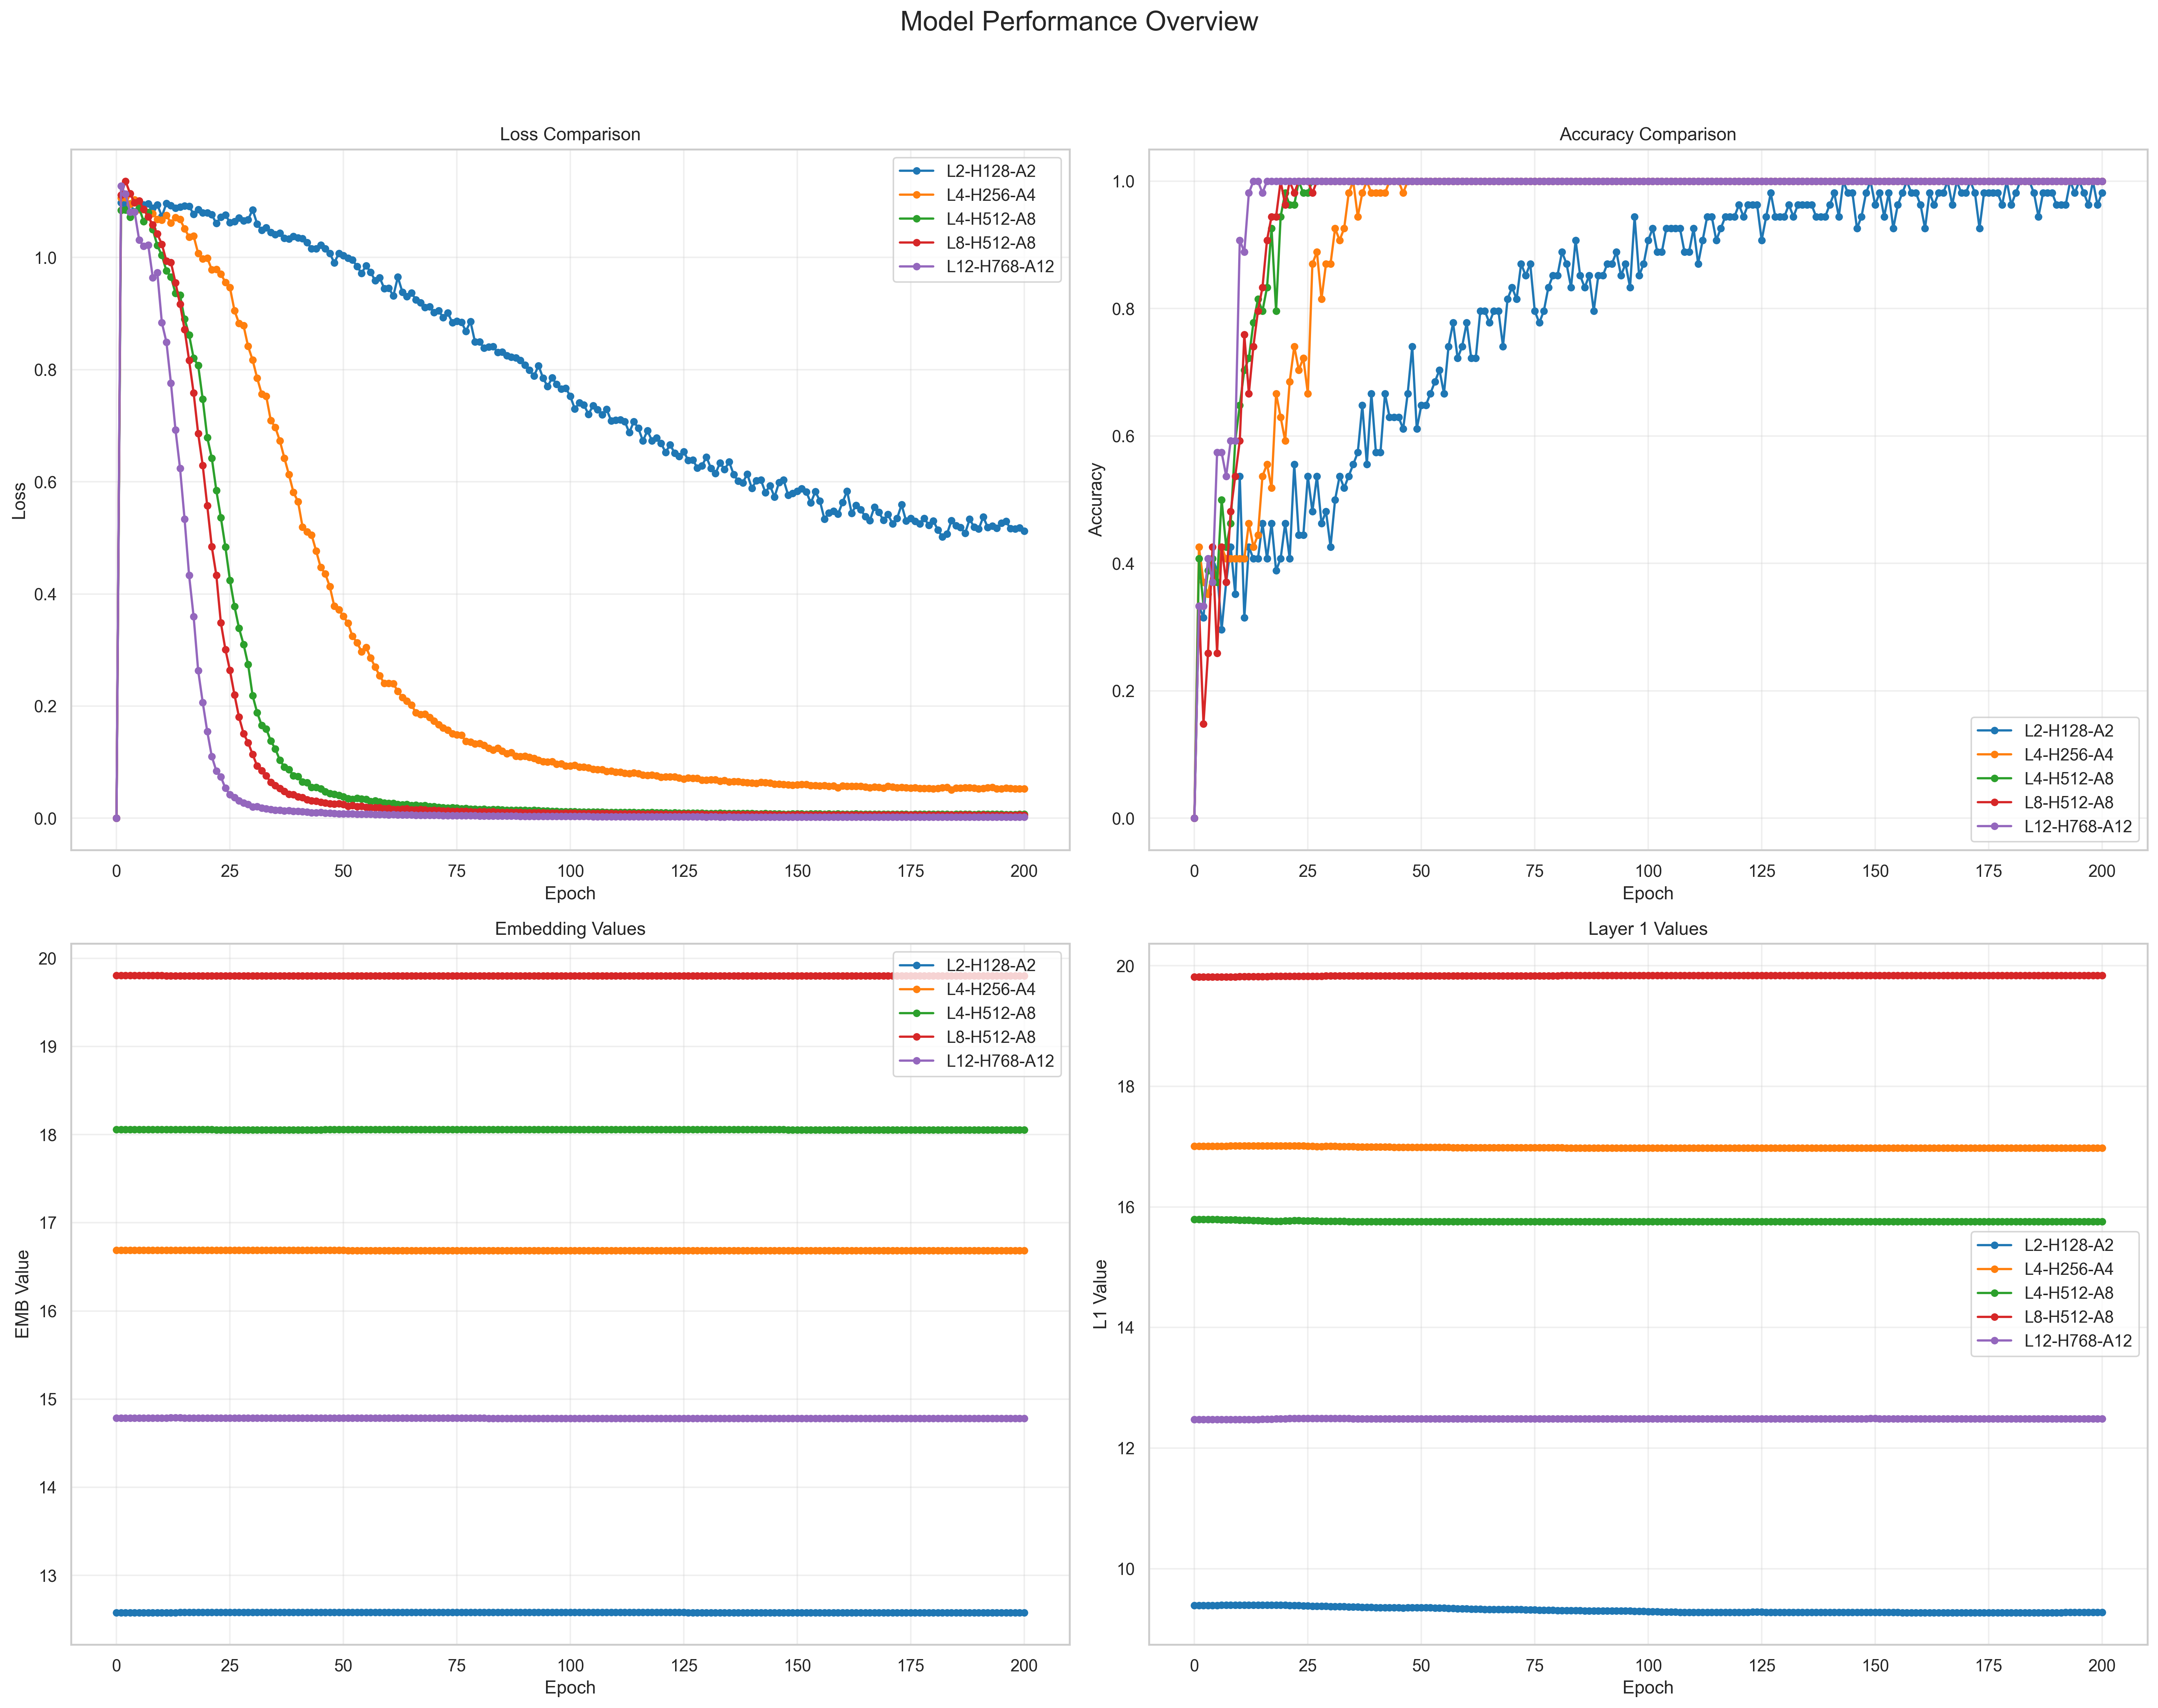 Model Performance Overview
Loss Comparison
Loss
1.0
0.8
0.6
0.4
0.2
0.0
L2-H128-A2
L4-H256-A4
L4-H512-A8
L8-H512-A8
L12-H768-A12
0 25 50 75 100 125 150 175 200
Epoch
Accuracy Comparison
Accuracy
1.0
0.8
0.6
0.4
0.2
0.0
L2-H128-A2
L4-H256-A4
L4-H512-A8
L8-H512-A8
L12-H768-A12
0 25 50 75 100 125 150 175 200
Epoch
Embedding Values
EMB Value
20
19
18
17
16
15
14
13
L2-H128-A2
L4-H256-A4
L4-H512-A8
L8-H512-A8
L12-H768-A12
0 25 50 75 100 125 150 175 200
Epoch
Layer 1 Values
L1 Value
20
18
16
14
12
10
L2-H128-A2
L4-H256-A4
L4-H512-A8
L8-H512-A8
L12-H768-A12
0 25 50 75 100 125 150 175 200
Epoch